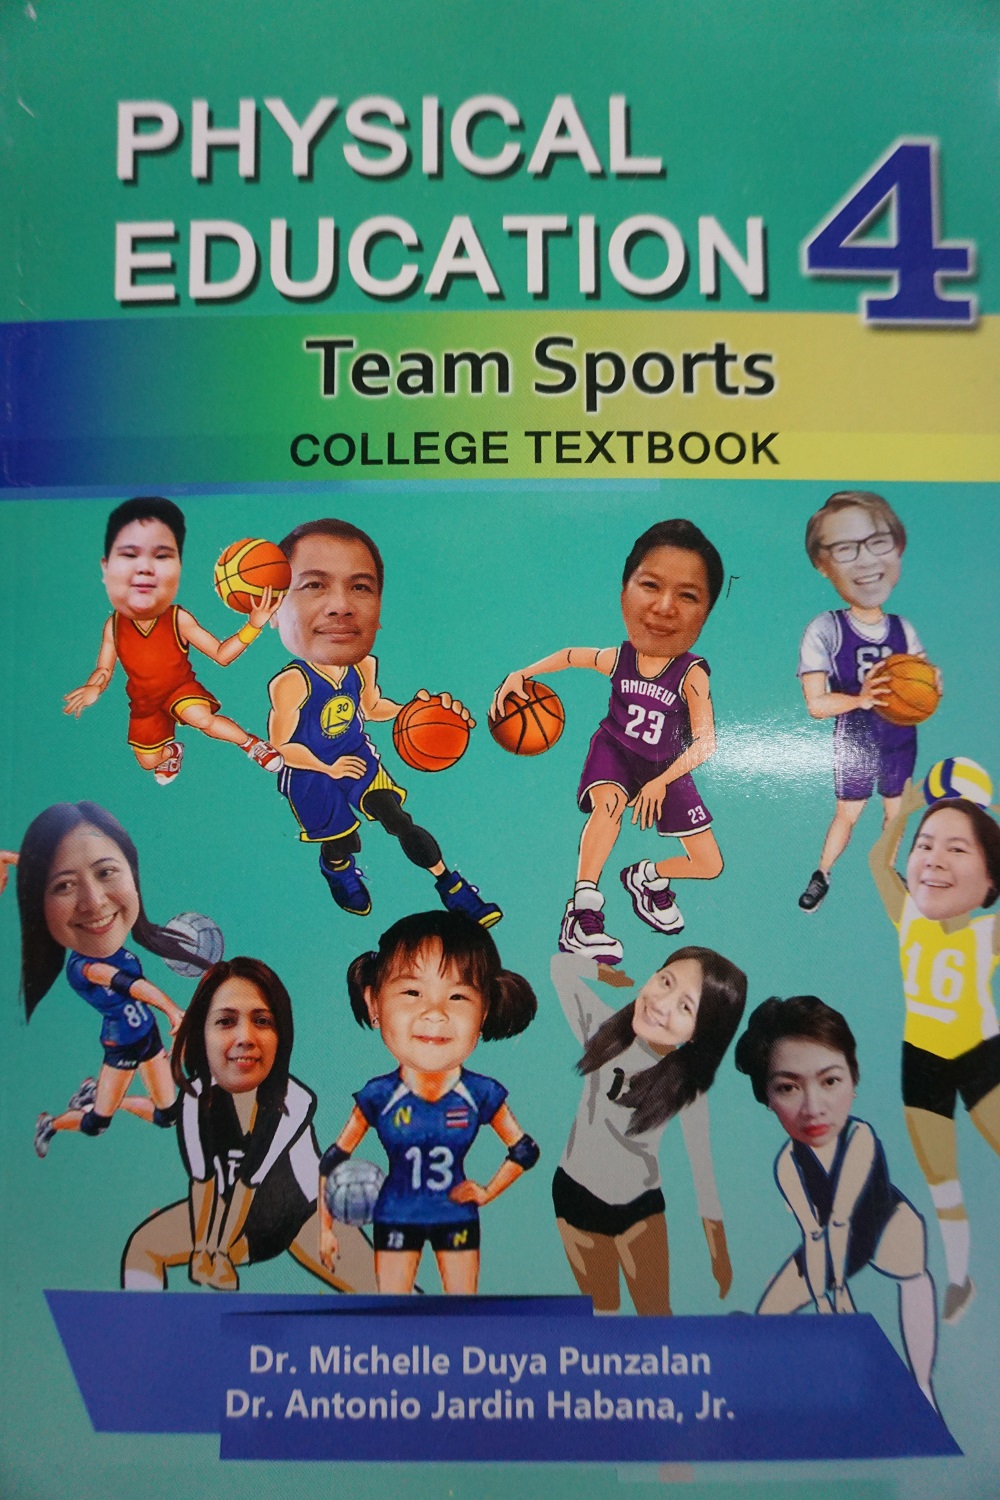 PHYSICAL
EDUCATION 4
Team Sports
COLLEGE TEXTBOOK
30
ANDREW
23
23
81
16
13
13
N
N
Dr. Michelle Duya Punzalan
Dr. Antonio Jardin Habana, Jr.